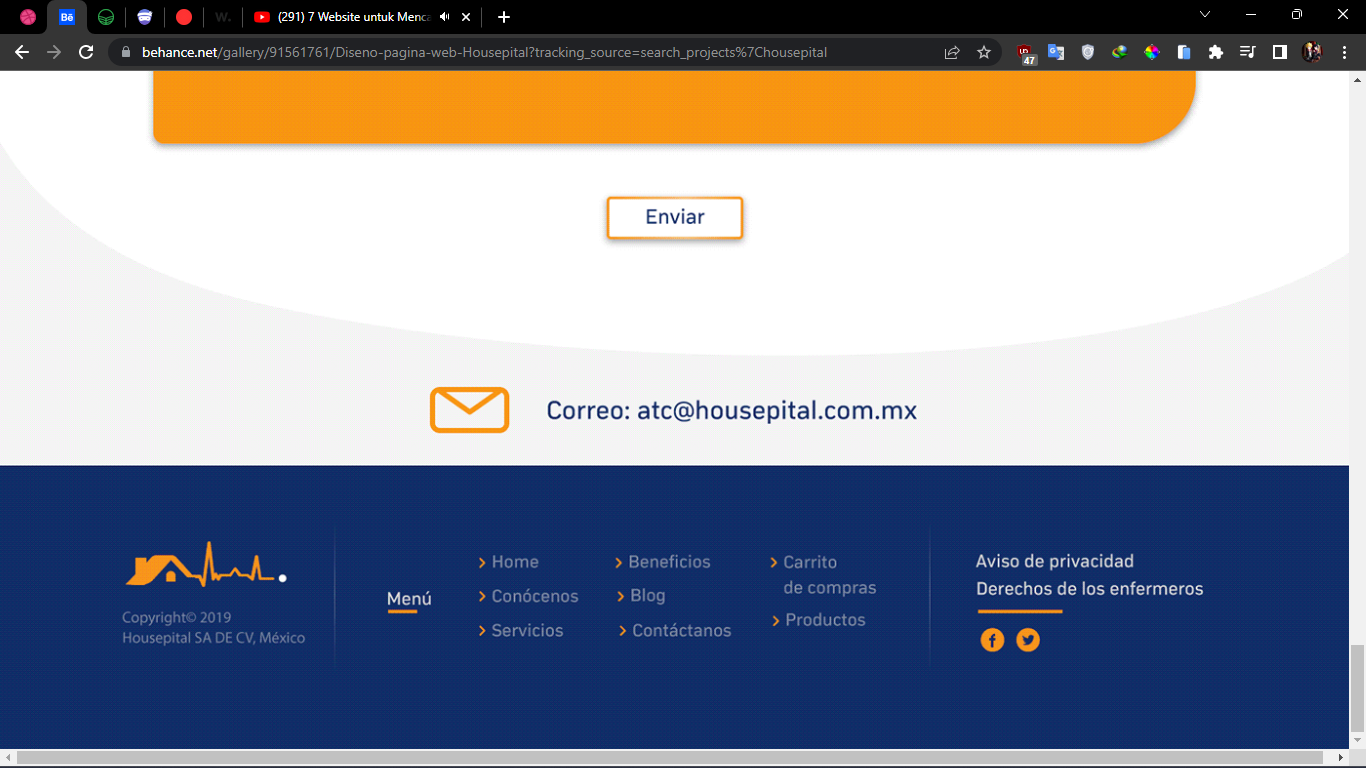 Bē
W.
(291) 7 Website untuk Menca
behance.net/gallery/91561761/Diseno-pagina-web-Housepital?tracking_source=search_projects%7Chousepital
47
Enviar
Correo: atc@housepital.com.mx
Copyright© 2019
Housepital SA DE CV, México
Menú
Home
Conócenos
Servicios
Beneficios
Blog
Contáctanos
Carrito
de compras
Productos
Aviso de privacidad
Derechos de los enfermeros